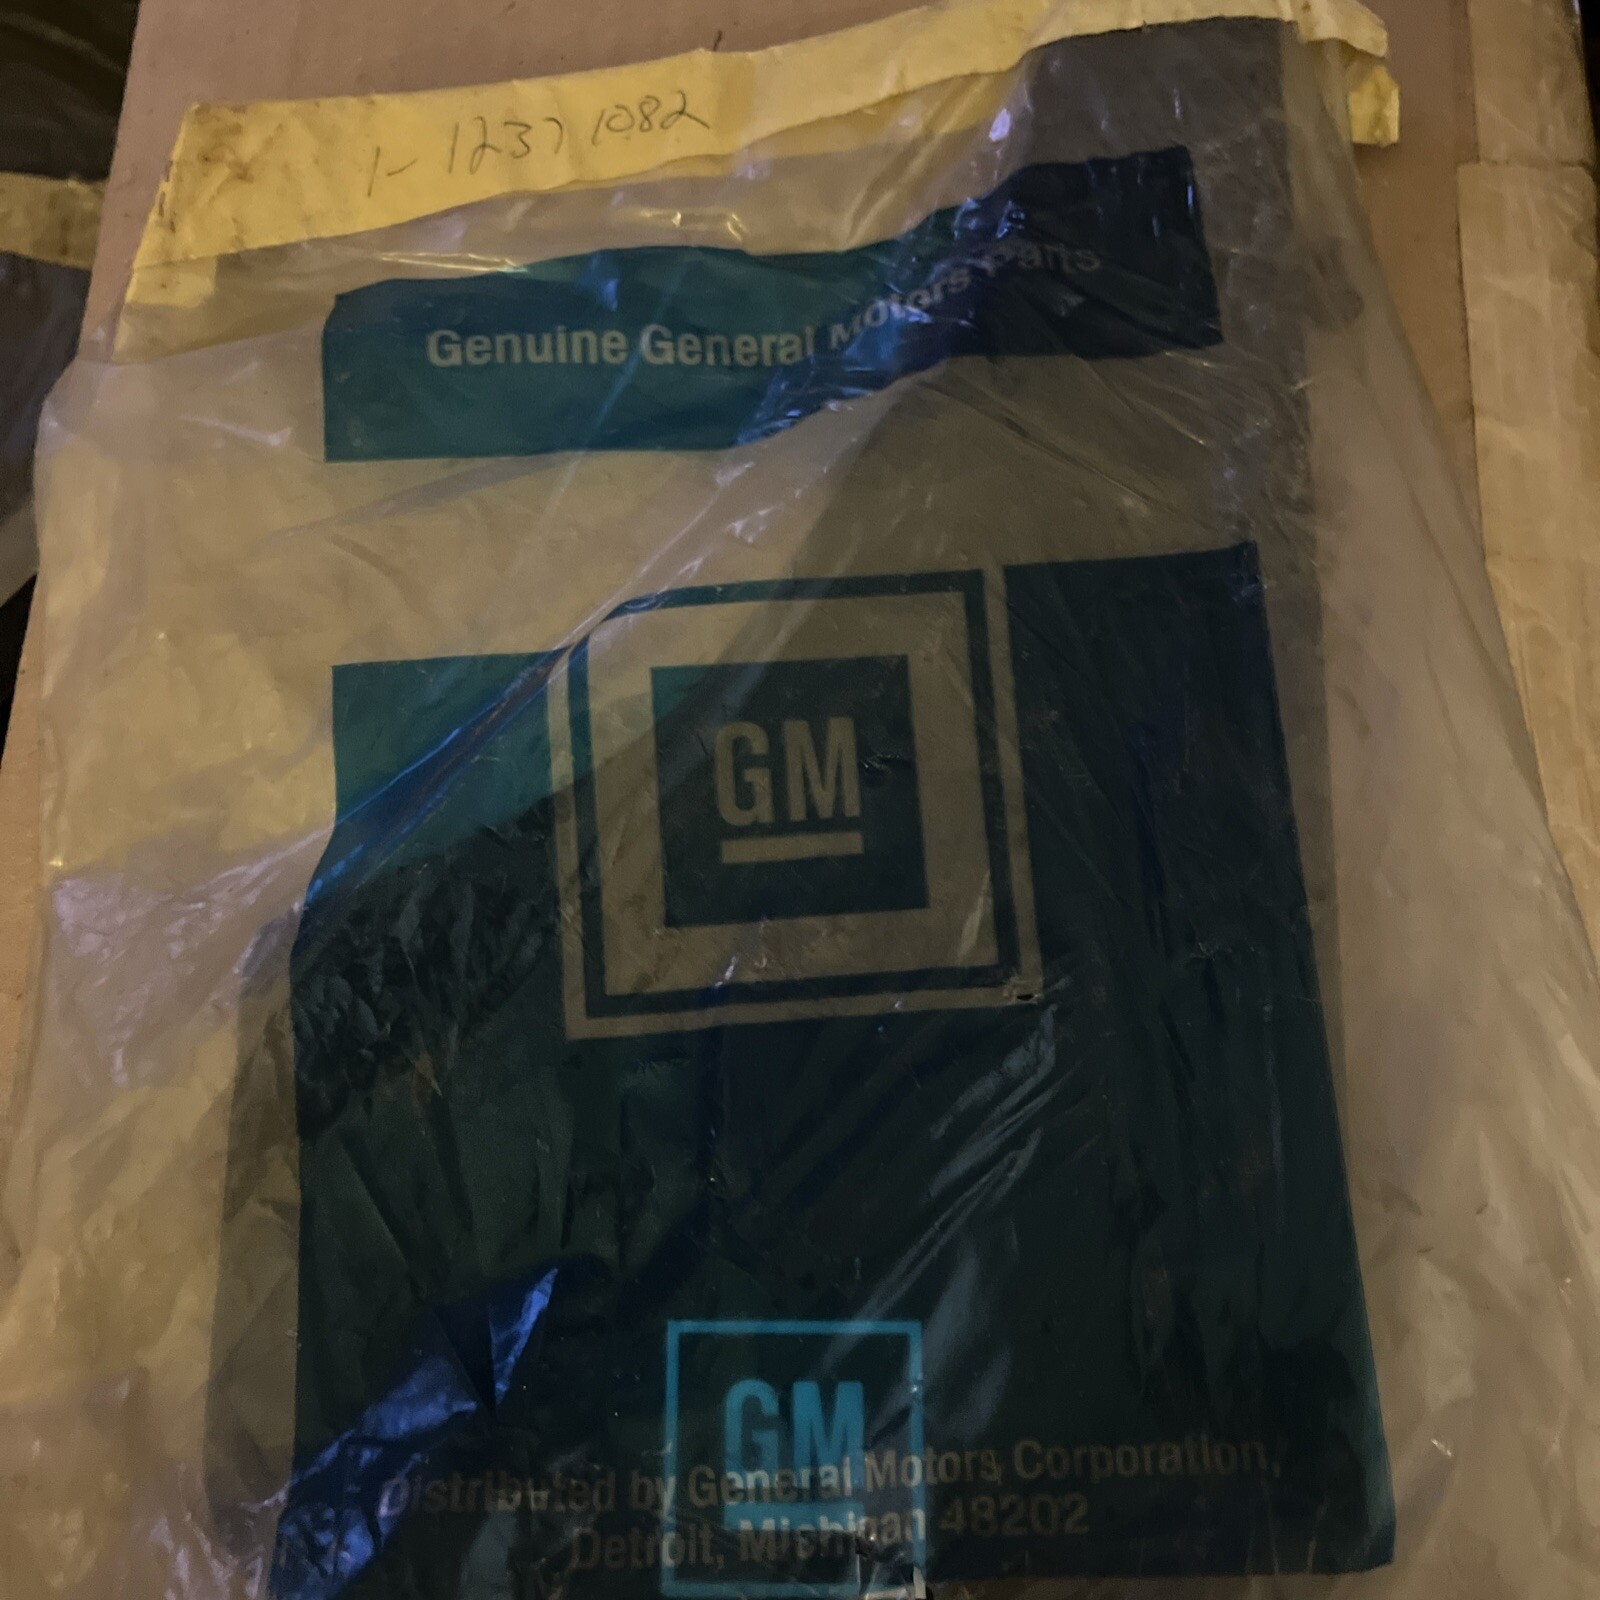 1- 12371082
Genuine General Motors Parts
GM
GM
Distributed by General Motors Corporation,
Detroit, Michigan 48202